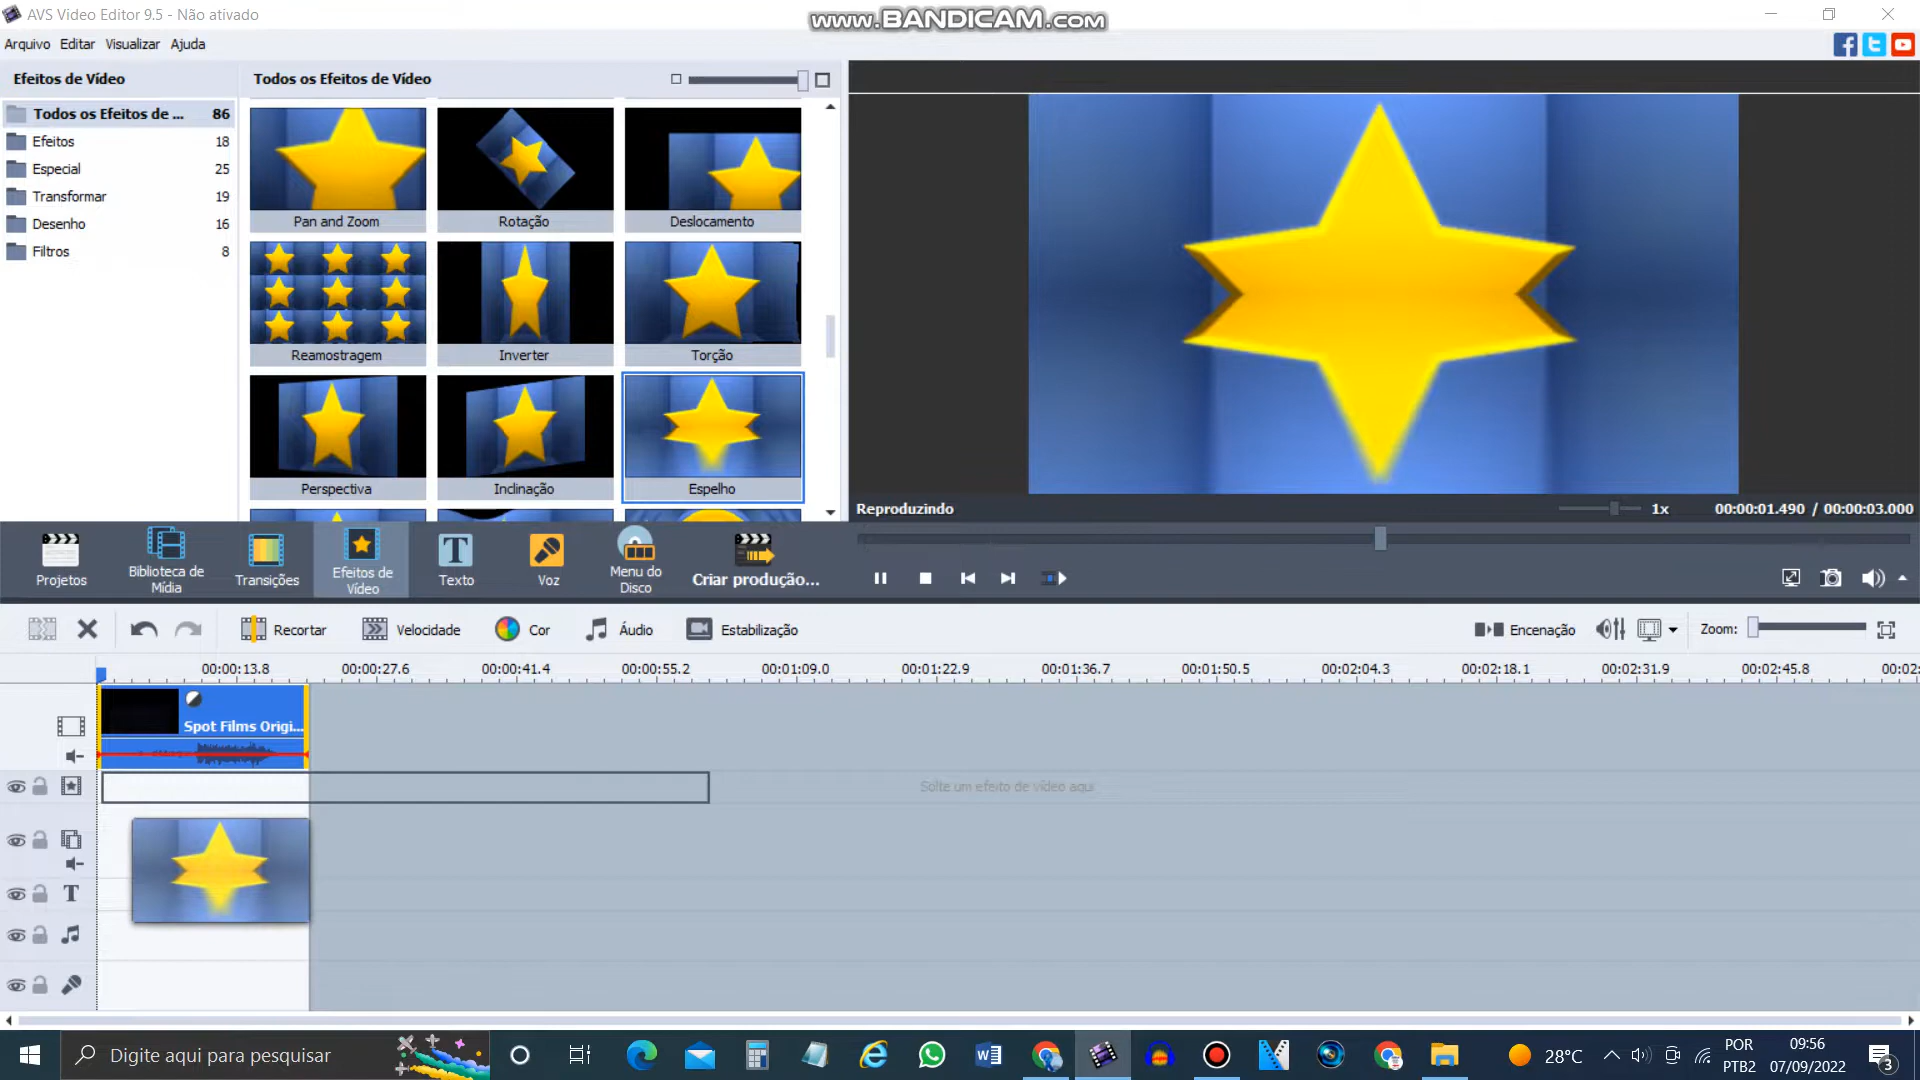 AVS Video Editor 9.5 - Não ativado
www.BANDICAM.com
Arquivo Editar Visualizar Ajuda
Efeitos de Vídeo
Todos os Efeitos de Vídeo
Todos os Efeitos de ... 86
Efeitos 18
Especial 25
Transformar 19
Desenho 16
Filtros 8
Pan and Zoom
Rotação
Deslocamento
Reamostragem
Inverter
Torção
Perspectiva
Inclinação
Espelho
Reproduzindo
1x
00:00:01.490 / 00:00:03.000
Projetos
Biblioteca de
Mídia
Transições
Efeitos de
Vídeo
Texto
Voz
Menu do
Disco
Criar produção...
Recortar
Velocidade
Cor
Áudio
Estabilização
Encenação
Zoom:
00:00:13.8 00:00:27.6 00:00:41.4 00:00:55.2 00:01:09.0 00:01:22.9 00:01:36.7 00:01:50.5 00:02:04.3 00:02:18.1 00:02:31.9 00:02:45.8 00:02:
Spot Films Origi...
Solte um efeito de vídeo aqui
T
Digite aqui para pesquisar
28°C
POR
PTB2
09:56
07/09/2022
3